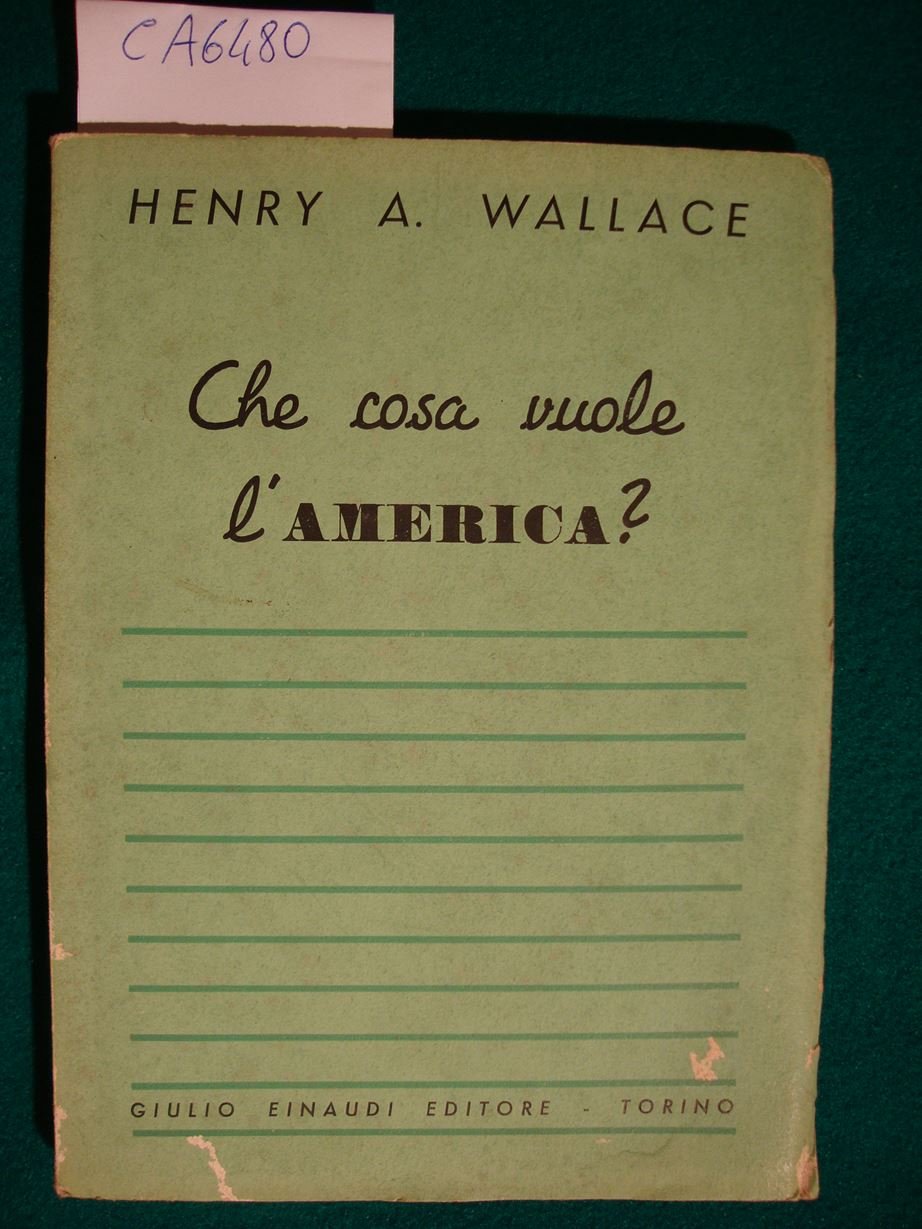 CA6480
HENRY A. WALLACE
Che cosa vuole
l'AMERICA?
GIULIO EINAUDI EDITORE - TORINO